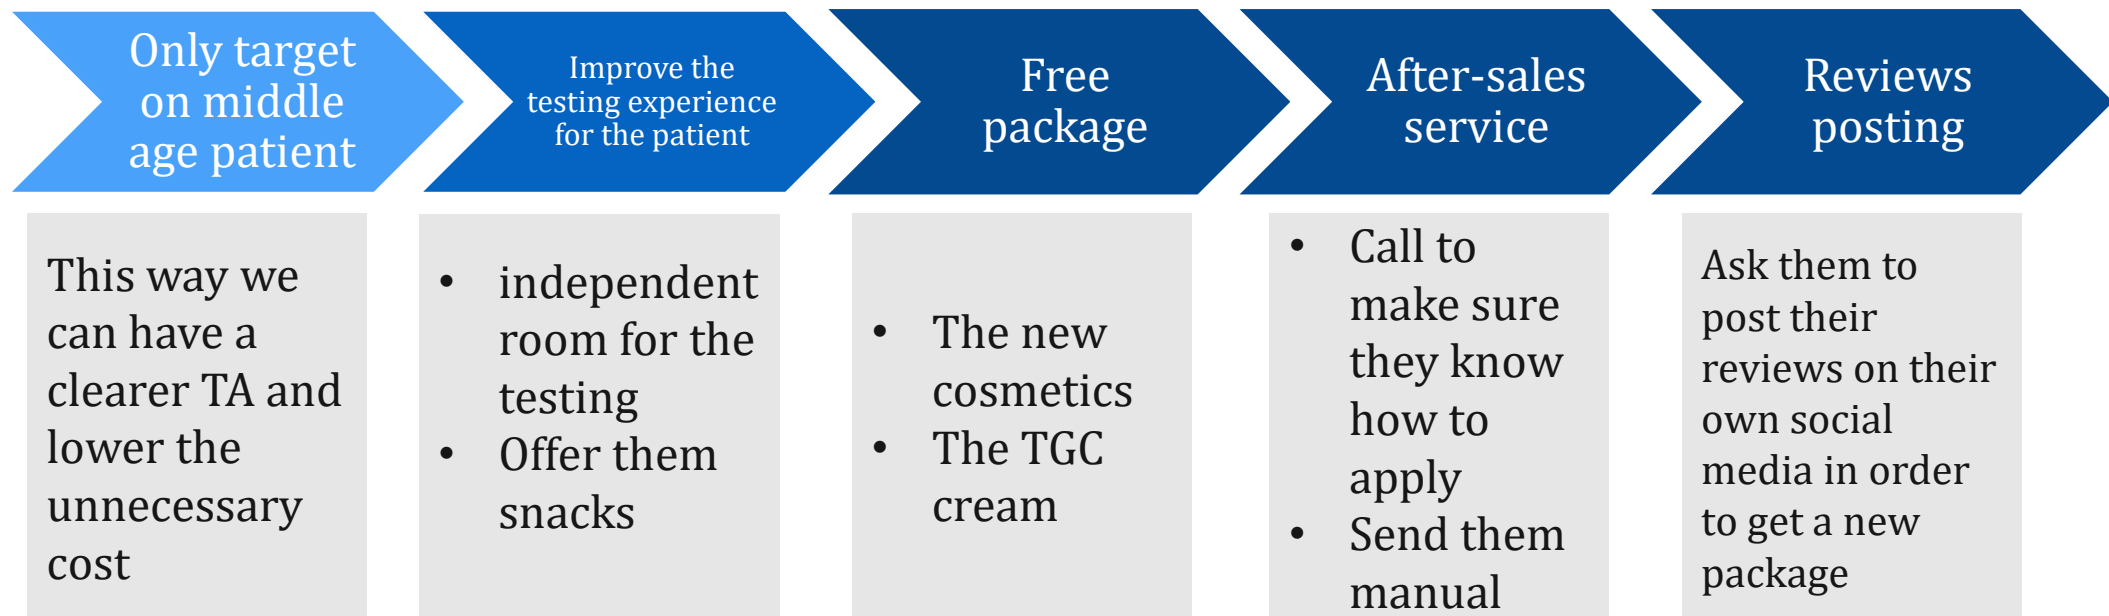 Only target
on middle
age patient
Improve the
testing experience
for the patient
Free
package
After-sales
service
Reviews
posting
This way we
can have a
clearer TA and
lower the
unnecessary
cost
• independent
room for the
testing
• Offer them
snacks
• The new
cosmetics
• The TGC
cream
• Call to
make sure
they know
how to
apply
• Send them
manual
Ask them to
post their
reviews on their
own social
media in order
to get a new
package